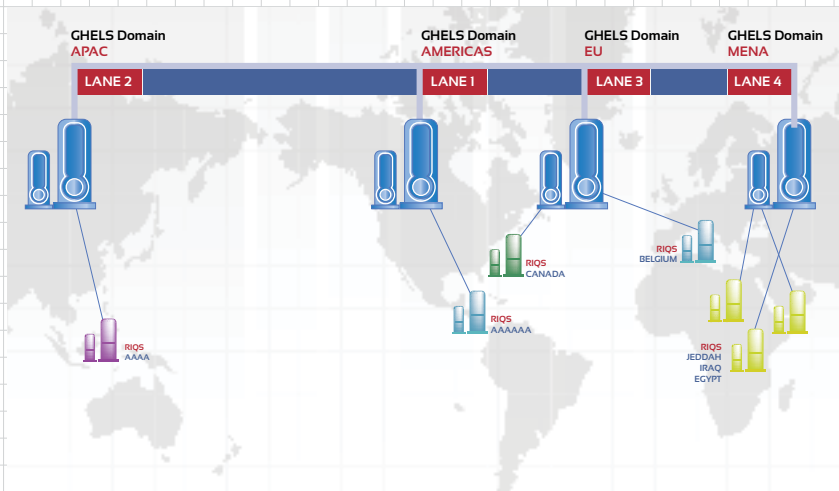 GHELS Domain
APAC
GHELS Domain
AMERICAS
GHELS Domain
EU
GHELS Domain
MENA
LANE 2
LANE 1
LANE 3
LANE 4
RIQS
BELGIUM
RIQS
CANADA
RIQS
AAAAAA
RIQS
AAAA
RIQS
JEDDAH
IRAQ
EGYPT